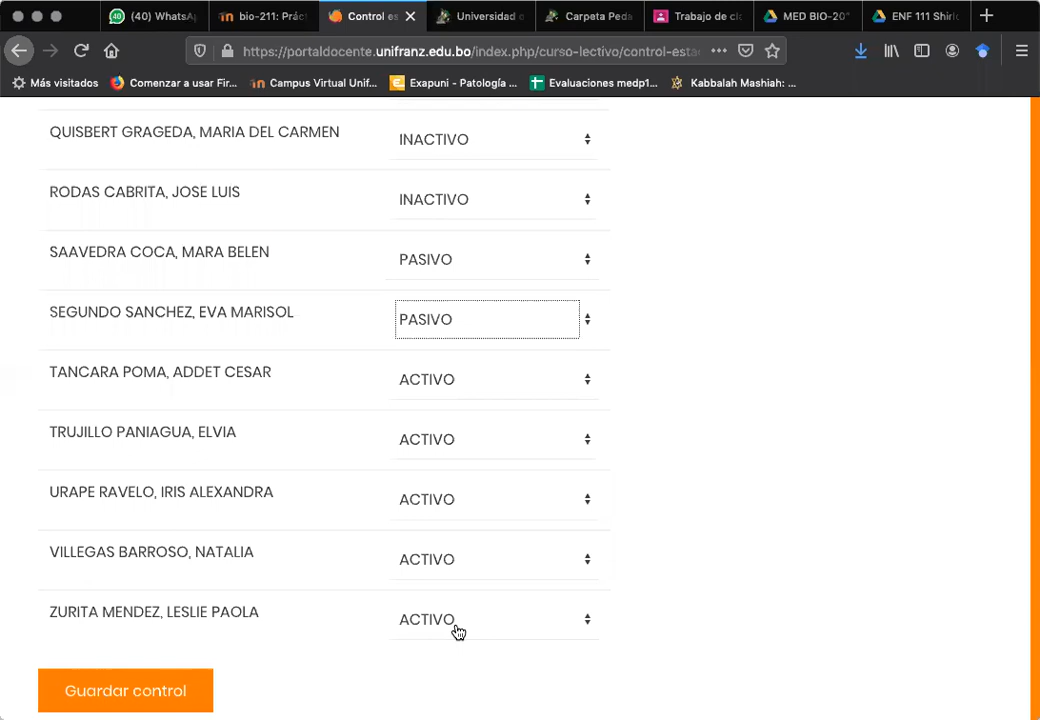 (40) WhatsA
bio-211: Prác
Control es
Universidad
Carpeta Peda
Trabajo de cic
MED BIO-20
ENF 111 Shirl
https://portaldocente.unifranz.edu.bo/index.php/curso-lectivo/control-esta
Más visitados
Comenzar a usar Fir...
Campus Virtual Unif...
Exapuni - Patología ...
Evaluaciones medp1...
Kabbalah Mashiah: ...
QUISBERT GRAGEDA, MARIA DEL CARMEN INACTIVO
RODAS CABRITA, JOSE LUIS INACTIVO
SAAVEDRA COCA, MARA BELEN PASIVO
SEGUNDO SANCHEZ, EVA MARISOL PASIVO
TANCARA POMA, ADDET CESAR ACTIVO
TRUJILLO PANIAGUA, ELVIA ACTIVO
URAPE RAVELO, IRIS ALEXANDRA ACTIVO
VILLEGAS BARROSO, NATALIA ACTIVO
ZURITA MENDEZ, LESLIE PAOLA ACTIVO
Guardar control